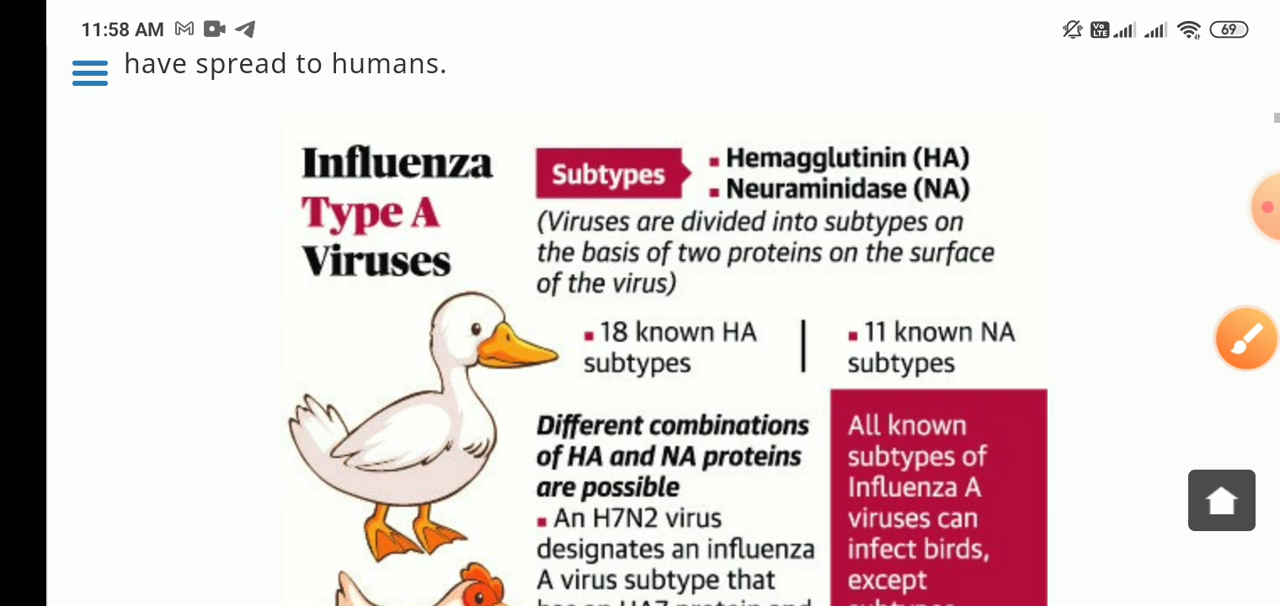 11:58 AM
VoLTE
69
have spread to humans.
Influenza
Type A
Viruses
Subtypes
▪ Hemagglutinin (HA)
▪ Neuraminidase (NA)
(Viruses are divided into subtypes on
the basis of two proteins on the surface
of the virus)
▪ 18 known HA
subtypes
▪ 11 known NA
subtypes
Different combinations
of HA and NA proteins
are possible
▪ An H7N2 virus
designates an influenza
A virus subtype that
All known
subtypes of
Influenza A
viruses can
infect birds,
except